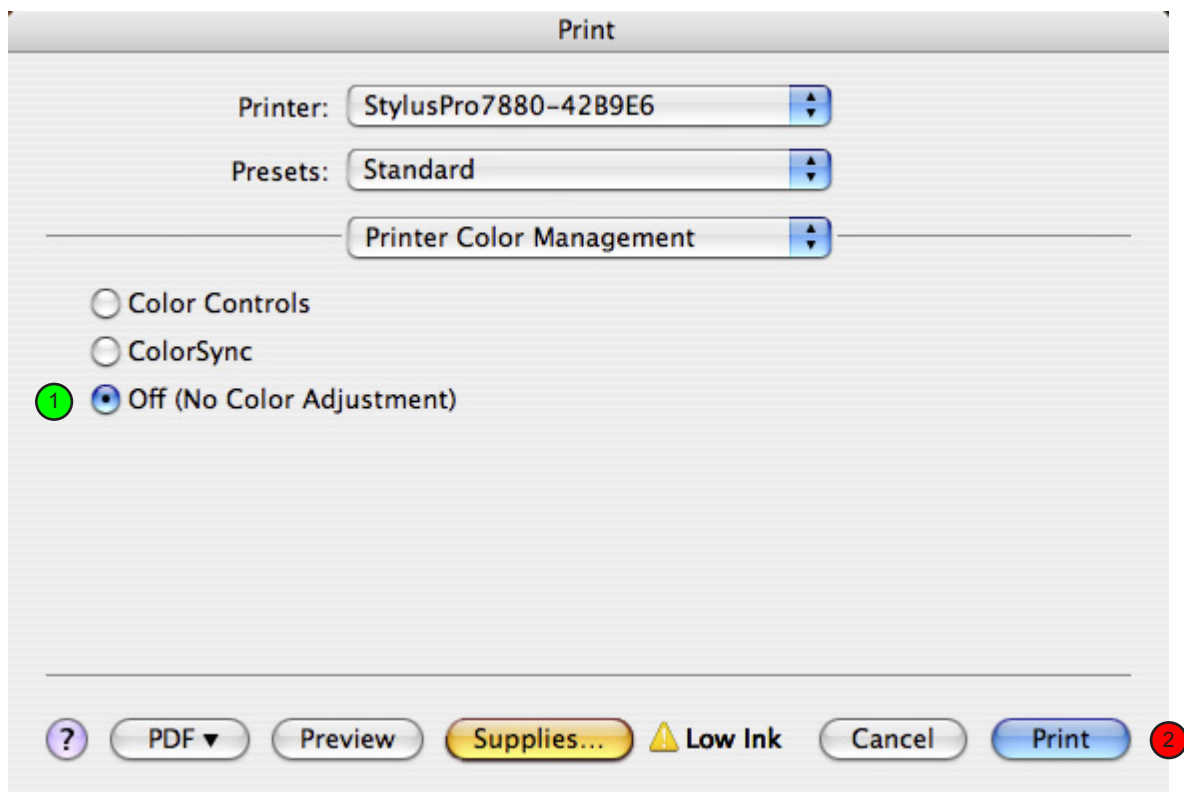 Print
Printer: StylusPro7880-42B9E6
Presets: Standard
Printer Color Management
Color Controls
ColorSync
1 Off (No Color Adjustment)
? PDF▼ Preview Supplies... Low Ink Cancel Print 2